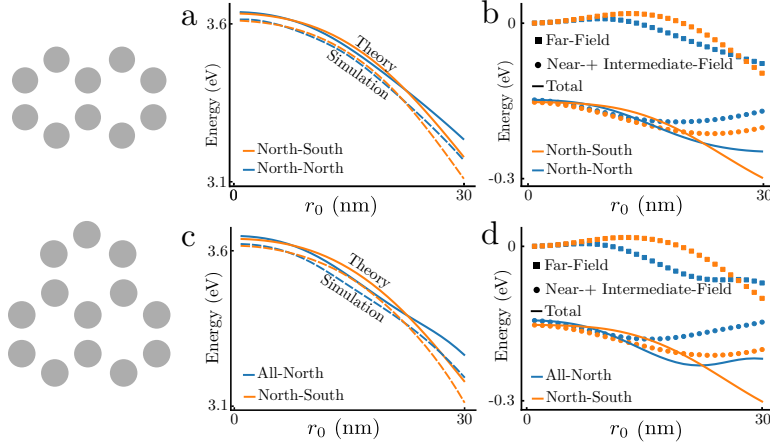 a
3.6
Energy (eV)
Theory
Simulation
North-South
North-North
3.1
0
30
r0 (nm)
b
0
Far-Field
Near-+ Intermediate-Field
Total
Energy (eV)
North-South
North-North
-0.3
0
30
r0 (nm)
c
3.6
Energy (eV)
Theory
Simulation
All-North
North-South
3.1
0
30
r0 (nm)
d
0
Far-Field
Near-+ Intermediate-Field
Total
Energy (eV)
All-North
North-South
-0.3
0
30
r0 (nm)